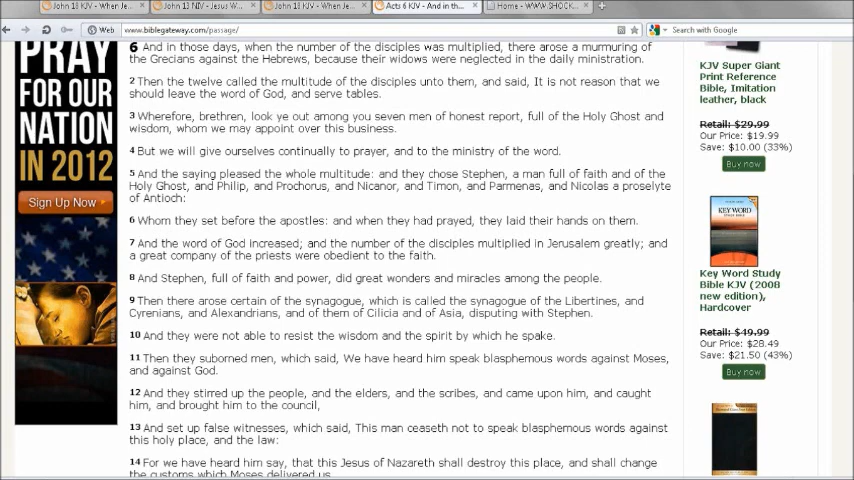 John 18 KJV - When Je...
John 13 NIV - Jesus W...
John 18 KJV - When Je...
Acts 6 KJV - And in th...
Home - WWW.SHOCK...
Web
www.biblegateway.com/passage/
Search with Google
PRAY
FOR OUR
NATION
IN 2012
Sign Up Now
6 And in those days, when the number of the disciples was multiplied, there arose a murmuring of
the Grecians against the Hebrews, because their widows were neglected in the daily ministration.
2 Then the twelve called the multitude of the disciples unto them, and said, It is not reason that we
should leave the word of God, and serve tables.
3 Wherefore, brethren, look ye out among you seven men of honest report, full of the Holy Ghost and
wisdom, whom we may appoint over this business.
4 But we will give ourselves continually to prayer, and to the ministry of the word.
5 And the saying pleased the whole multitude: and they chose Stephen, a man full of faith and of the
Holy Ghost, and Philip, and Prochorus, and Nicanor, and Timon, and Parmenas, and Nicolas a proselyte
of Antioch:
6 Whom they set before the apostles: and when they had prayed, they laid their hands on them.
7 And the word of God increased; and the number of the disciples multiplied in Jerusalem greatly; and
a great company of the priests were obedient to the faith.
8 And Stephen, full of faith and power, did great wonders and miracles among the people.
9 Then there arose certain of the synagogue, which is called the synagogue of the Libertines, and
Cyrenians, and Alexandrians, and of them of Cilicia and of Asia, disputing with Stephen.
10 And they were not able to resist the wisdom and the spirit by which he spake.
11 Then they suborned men, which said, We have heard him speak blasphemous words against Moses,
and against God.
12 And they stirred up the people, and the elders, and the scribes, and came upon him, and caught
him, and brought him to the council,
13 And set up false witnesses, which said, This man ceaseth not to speak blasphemous words against
this holy place, and the law:
14 For we have heard him say, that this Jesus of Nazareth shall destroy this place, and shall change
the customs which Moses delivered us.
KJV Super Giant
Print Reference
Bible, Imitation
leather, black
Retail: $29.99
Our Price: $19.99
Save: $10.00 (33%)
Buy now
KEY WORD
Key Word Study
Bible KJV (2008
new edition),
Hardcover
Retail: $49.99
Our Price: $28.49
Save: $21.50 (43%)
Buy now